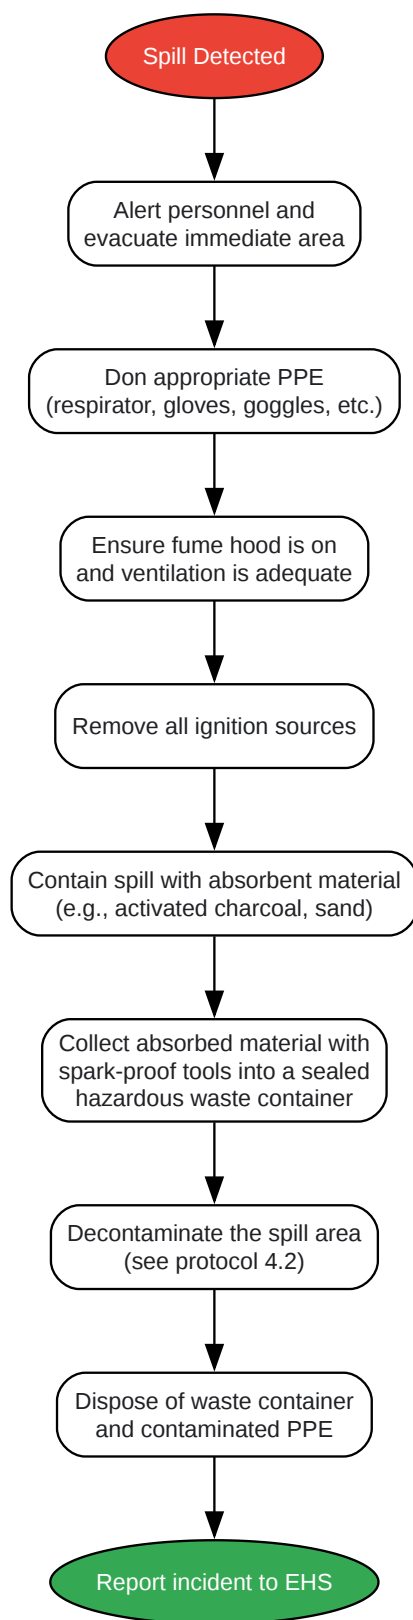 Spill Detected
Alert personnel and
evacuate immediate area
Don appropriate PPE
(respirator, gloves, goggles, etc.)
Ensure fume hood is on
and ventilation is adequate
Remove all ignition sources
Contain spill with absorbent material
(e.g., activated charcoal, sand)
Collect absorbed material with
spark-proof tools into a sealed
hazardous waste container
Decontaminate the spill area
(see protocol 4.2)
Dispose of waste container
and contaminated PPE
Report incident to EHS